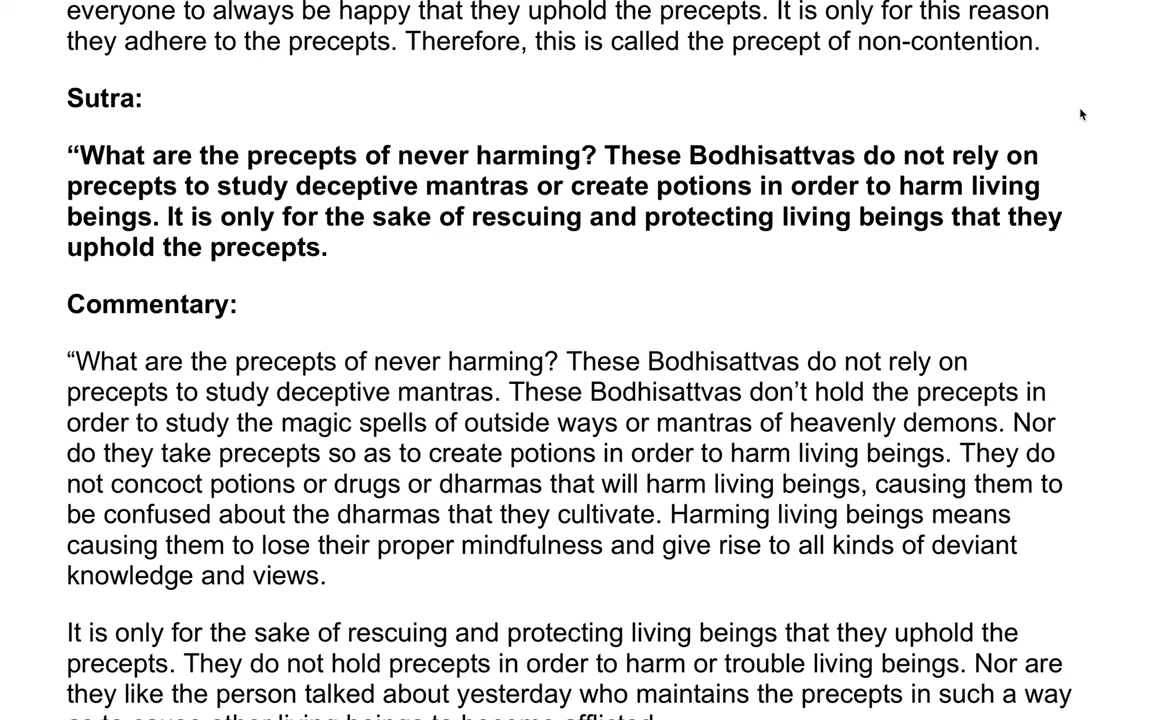 everyone to always be happy that they uphold the precepts. It is only for this reason
they adhere to the precepts. Therefore, this is called the precept of non-contention.
Sutra:
“What are the precepts of never harming? These Bodhisattvas do not rely on
precepts to study deceptive mantras or create potions in order to harm living
beings. It is only for the sake of rescuing and protecting living beings that they
uphold the precepts.
Commentary:
“What are the precepts of never harming? These Bodhisattvas do not rely on
precepts to study deceptive mantras. These Bodhisattvas don’t hold the precepts in
order to study the magic spells of outside ways or mantras of heavenly demons. Nor
do they take precepts so as to create potions in order to harm living beings. They do
not concoct potions or drugs or dharmas that will harm living beings, causing them to
be confused about the dharmas that they cultivate. Harming living beings means
causing them to lose their proper mindfulness and give rise to all kinds of deviant
knowledge and views.
It is only for the sake of rescuing and protecting living beings that they uphold the
precepts. They do not hold precepts in order to harm or trouble living beings. Nor are
they like the person talked about yesterday who maintains the precepts in such a way
as to cause other living beings to become afflicted.